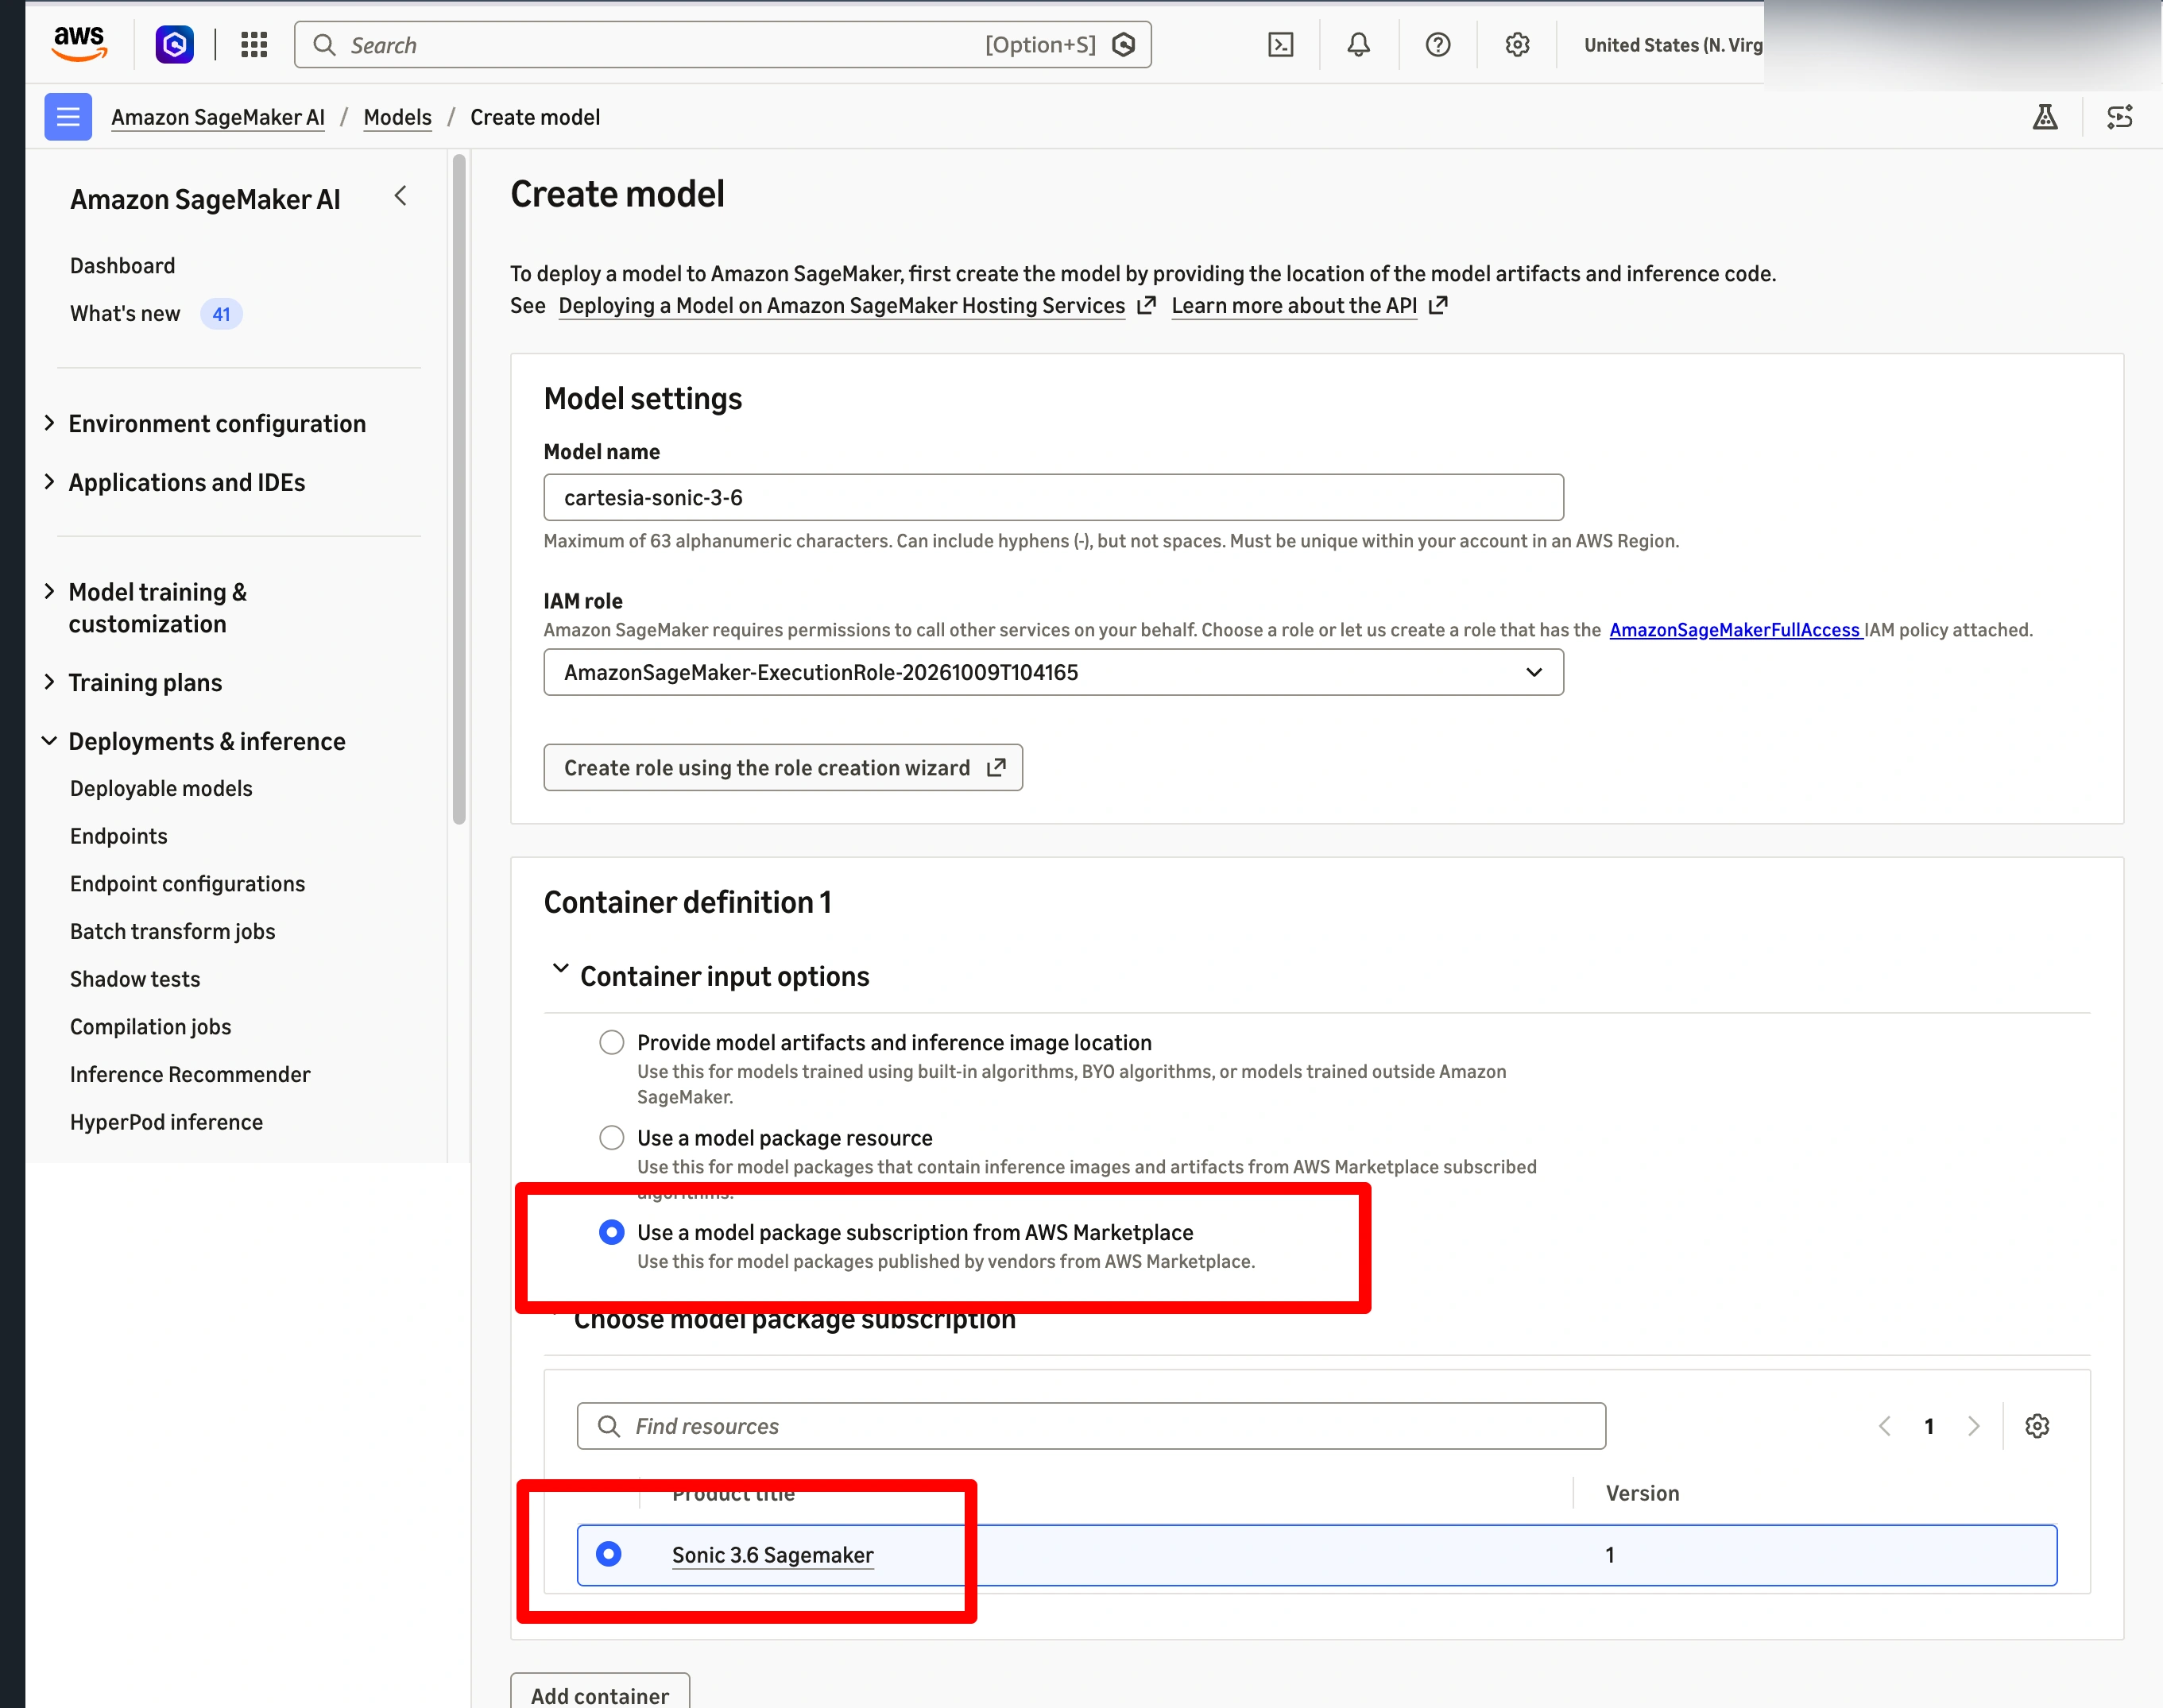 aws
Search
[Option+S]
United States (N. Virg
Amazon SageMaker AI / Models / Create model
Amazon SageMaker AI
Dashboard
What's new 41
Environment configuration
Applications and IDEs
Model training &
customization
Training plans
Deployments & inference
Deployable models
Endpoints
Endpoint configurations
Batch transform jobs
Shadow tests
Compilation jobs
Inference Recommender
HyperPod inference
Create model
To deploy a model to Amazon SageMaker, first create the model by providing the location of the model artifacts and inference code.
See Deploying a Model on Amazon SageMaker Hosting Services Learn more about the API
Model settings
Model name
cartesia-sonic-3-6
Maximum of 63 alphanumeric characters. Can include hyphens (-), but not spaces. Must be unique within your account in an AWS Region.
IAM role
Amazon SageMaker requires permissions to call other services on your behalf. Choose a role or let us create a role that has the AmazonSageMakerFullAccess IAM policy attached.
AmazonSageMaker-ExecutionRole-20261009T104165
Create role using the role creation wizard
Container definition 1
Container input options
Provide model artifacts and inference image location
Use this for models trained using built-in algorithms, BYO algorithms, or models trained outside Amazon
SageMaker.
Use a model package resource
Use this for model packages that contain inference images and artifacts from AWS Marketplace subscribed
algorithms.
Use a model package subscription from AWS Marketplace
Use this for model packages published by vendors from AWS Marketplace.
Choose model package subscription
Find resources
1
Product title
Version
Sonic 3.6 Sagemaker
1
Add container